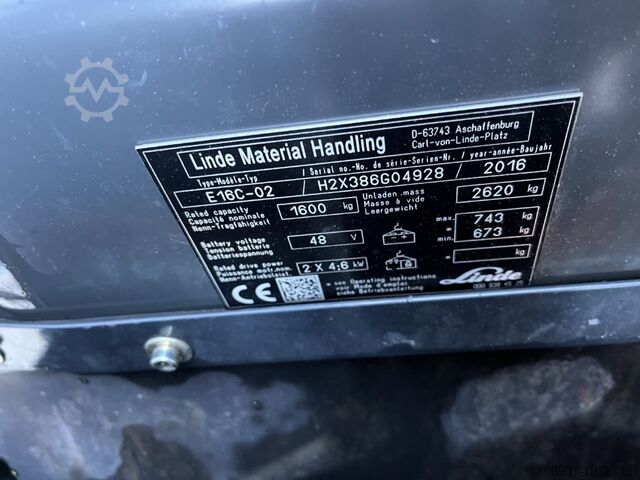 Linde Material Handling
D-63743 Aschaffenburg
Carl-von-Linde-Platz
Type-Modele-Typ / Serial no.-No. de série-Serien-Nr. / year-année-Baujahr
E16C-02 / H2X386G04928 / 2016
Rated capacity
Capacité nominale
Nenn-Tragfähigkeit
1600 kg
Unladen mass
Masse à vide
Leergewicht
2620 kg
Battery voltage
Tension batterie
Batteriespannung
48 V
max. 743 kg
min. 673 kg
Rated drive power
Puissance motr.nom.
Nenn-Antriebsleist.
2 X 4,6 kW
kg
CE
see Operating instructions
voir Mode d'emploi
siehe Betriebsanleitung
Linde